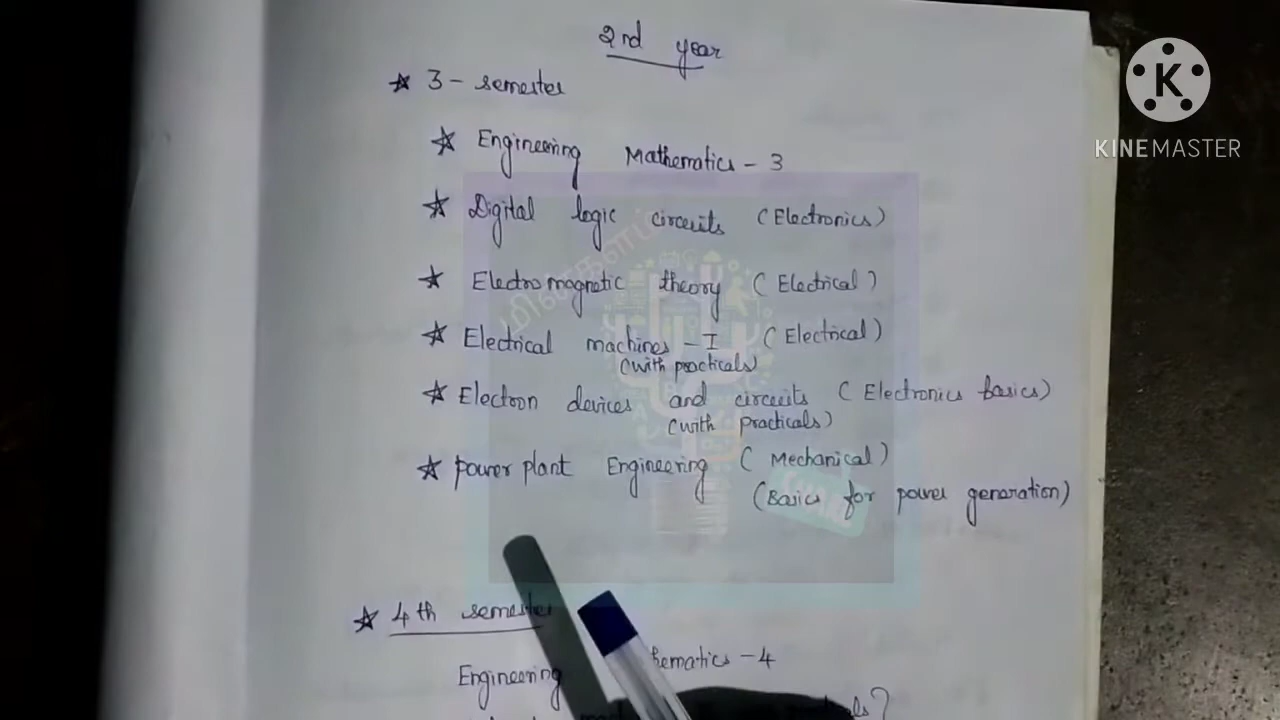 2nd year
3 - semester
Engineering Mathematics - 3
Digital logic circuits (Electronics)
Electromagnetic theory (Electrical)
Electrical machines - I (Electrical)
(with practicals)
Electron devices and circuits (Electronics basics)
(with practicals)
power plant Engineering (Mechanical)
(Basics for power generation)
4th semester
Engineering thematics - 4
KINEMASTER